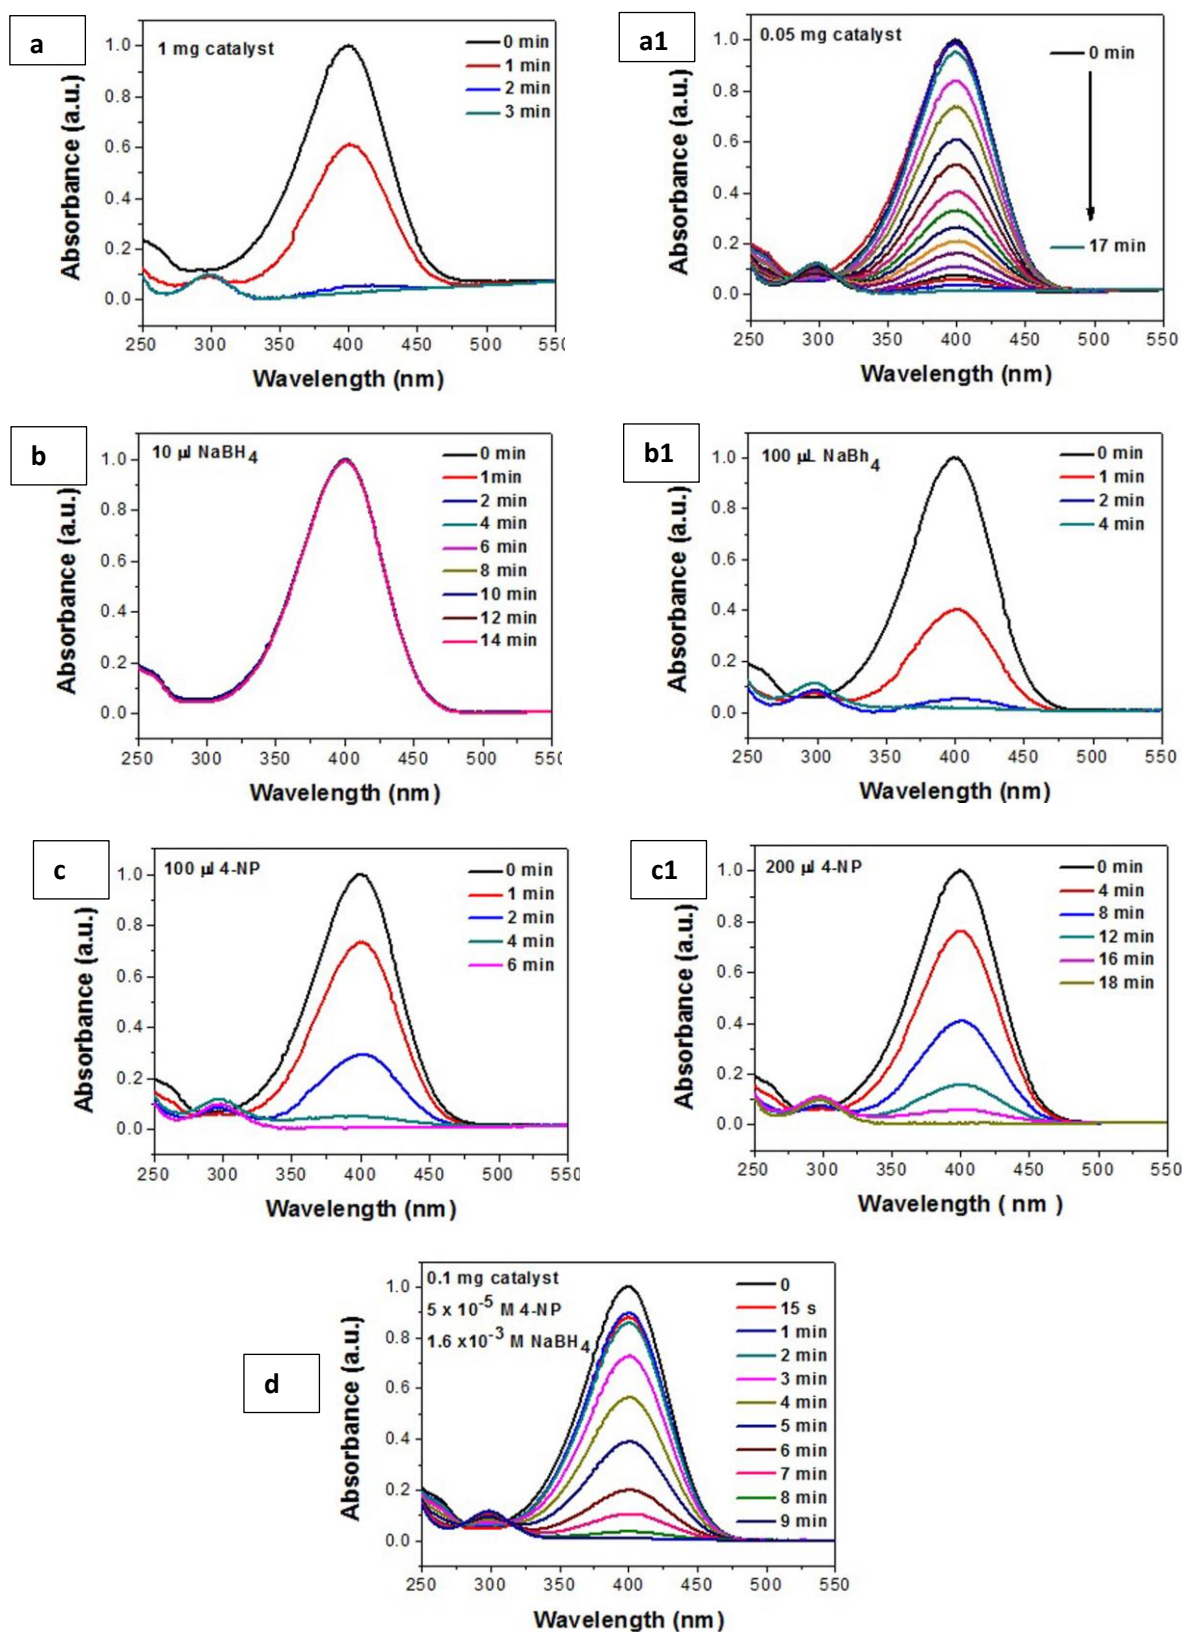 a
1 mg catalyst
0 min
1 min
2 min
3 min
1.0
0.8
0.6
0.4
0.2
0.0
Absorbance (a.u.)
250 300 350 400 450 500 550
Wavelength (nm)
a1
0.05 mg catalyst
0 min
17 min
1.0
0.8
0.6
0.4
0.2
0.0
Absorbance (a.u.)
250 300 350 400 450 500 550
Wavelength (nm)
b
10 µl NaBH4
0 min
1min
2 min
4 min
6 min
8 min
10 min
12 min
14 min
1.0
0.8
0.6
0.4
0.2
0.0
Absorbance (a.u.)
250 300 350 400 450 500 550
Wavelength (nm)
b1
100 µL NaBh4
0 min
1 min
2 min
4 min
1.0
0.8
0.6
0.4
0.2
0.0
Absorbance (a.u.)
250 300 350 400 450 500 550
Wavelength (nm)
c
100 µl 4-NP
0 min
1 min
2 min
4 min
6 min
1.0
0.8
0.6
0.4
0.2
0.0
Absorbance (a.u.)
250 300 350 400 450 500 550
Wavelength (nm)
c1
200 µl 4-NP
0 min
4 min
8 min
12 min
16 min
18 min
1.0
0.8
0.6
0.4
0.2
0.0
Absorbance (a.u.)
250 300 350 400 450 500 550
Wavelength ( nm )
d
0.1 mg catalyst
5 x 10-5 M 4-NP
1.6 x10-3 M NaBH4
0
15 s
1 min
2 min
3 min
4 min
5 min
6 min
7 min
8 min
9 min
1.0
0.8
0.6
0.4
0.2
0.0
Absorbance (a.u.)
250 300 350 400 450 500 550
Wavelength (nm)